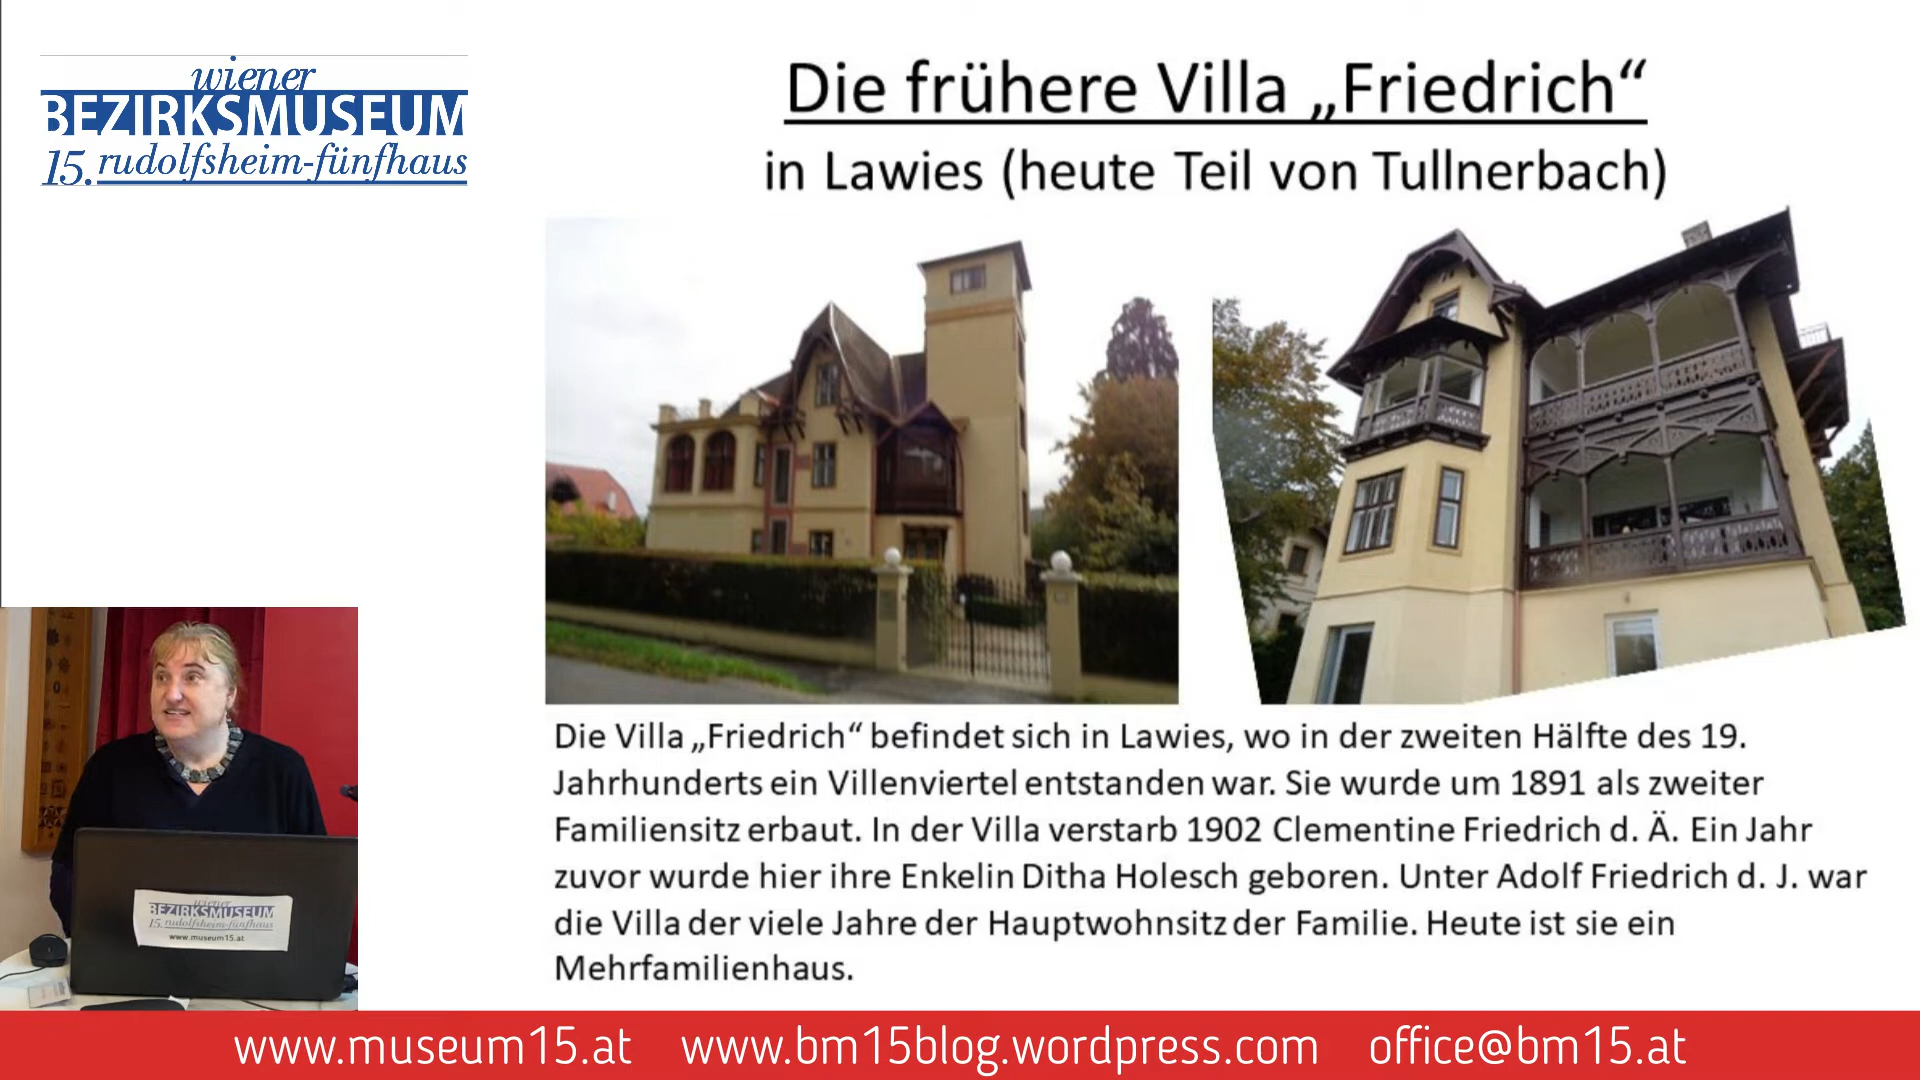 wiener
BEZIRKSMUSEUM
15. rudolfsheim-fünfhaus
Die frühere Villa „Friedrich“
in Lawies (heute Teil von Tullnerbach)
Die Villa „Friedrich“ befindet sich in Lawies, wo in der zweiten Hälfte des 19.
Jahrhunderts ein Villenviertel entstanden war. Sie wurde um 1891 als zweiter
Familiensitz erbaut. In der Villa verstarb 1902 Clementine Friedrich d. Ä. Ein Jahr
zuvor wurde hier ihre Enkelin Ditha Holesch geboren. Unter Adolf Friedrich d. J. war
die Villa der viele Jahre der Hauptwohnsitz der Familie. Heute ist sie ein
Mehrfamilienhaus.
wiener
BEZIRKSMUSEUM
15. rudolfsheim-fünfhaus
www.museum15.at
www.museum15.at www.bm15blog.wordpress.com office@bm15.at